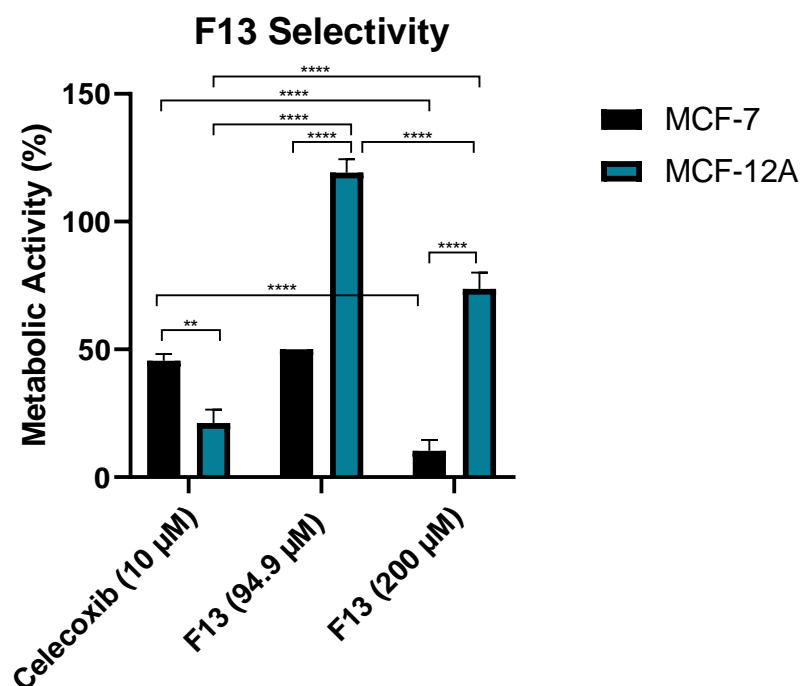 F13 Selectivity
****
150
****
****
****
****
MCF-7
MCF-12A
Metabolic Activity (%)
100
****
****
**
50
0
Celecoxib (10 µM)
F13 (94.9 µM)
F13 (200 µM)